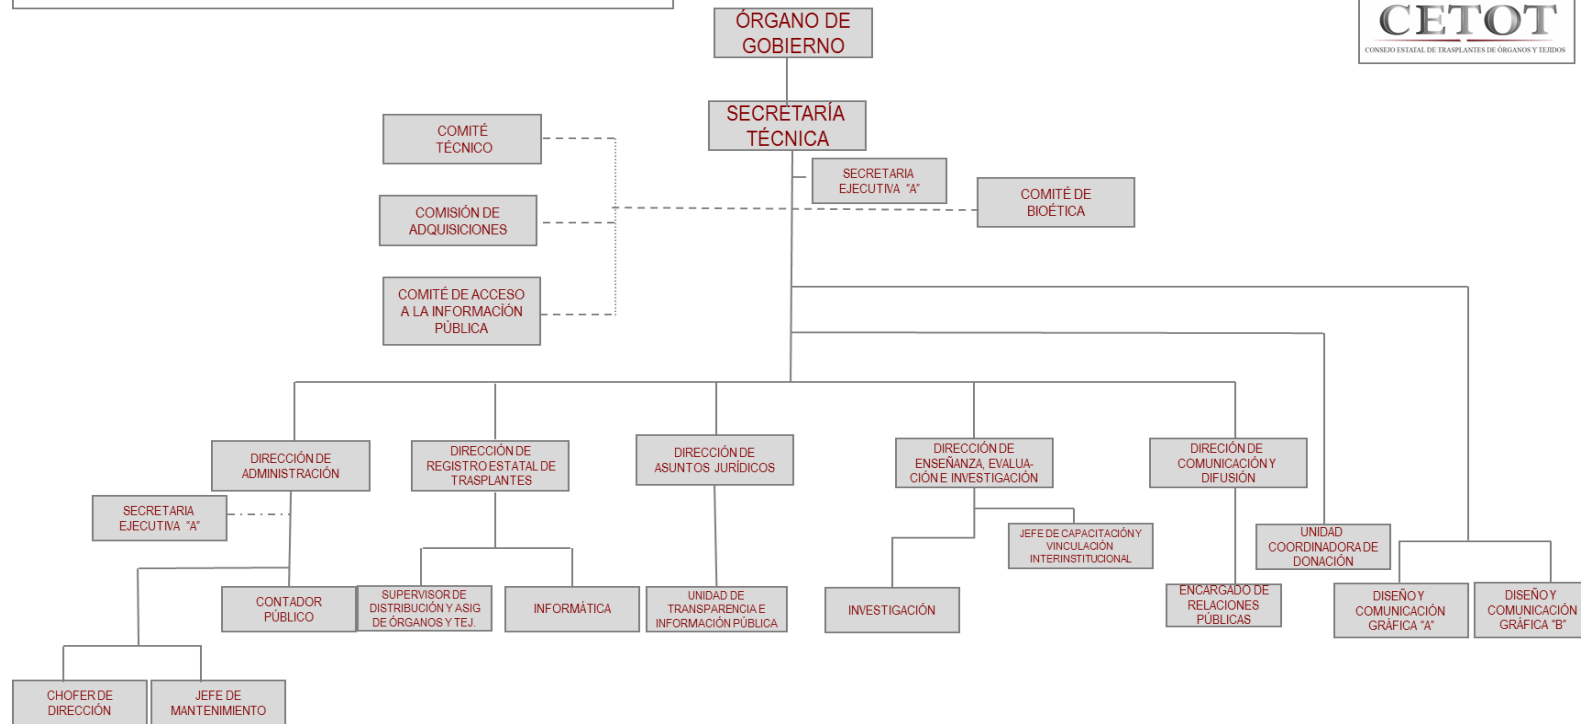 CETOT
CONSEJO ESTATAL DE TRASPLANTES DE ÓRGANOS Y TEJIDOS
ÓRGANO DE
GOBIERNO
SECRETARÍA
TÉCNICA
COMITÉ
TÉCNICO
SECRETARIA
EJECUTIVA "A"
COMITÉ DE
BIOÉTICA
COMISIÓN DE
ADQUISICIONES
COMITÉ DE ACCESO
A LA INFORMACIÓN
PÚBLICA
DIRECCIÓN DE
ADMINISTRACIÓN
DIRECCIÓN DE
REGISTRO ESTATAL DE
TRASPLANTES
DIRECCIÓN DE
ASUNTOS JURÍDICOS
DIRECCIÓN DE
ENSEÑANZA, EVALUA-
CIÓN E INVESTIGACIÓN
DIRECIÓN DE
COMUNICACIÓN Y
DIFUSIÓN
SECRETARIA
EJECUTIVA "A"
JEFE DE CAPACITACIÓN Y
VINCULACIÓN
INTERINSTITUCIONAL
UNIDAD
COORDINADORA DE
DONACIÓN
CONTADOR
PÚBLICO
SUPERVISOR DE
DISTRIBUCIÓN Y ASIG
DE ÓRGANOS Y TEJ.
INFORMÁTICA
UNIDAD DE
TRANSPARENCIA E
INFORMACIÓN PÚBLICA
INVESTIGACIÓN
ENCARGADO DE
RELACIONES
PÚBLICAS
DISEÑO Y
COMUNICACIÓN
GRÁFICA "A"
DISEÑO Y
COMUNICACIÓN
GRÁFICA "B"
CHOFER DE
DIRECCIÓN
JEFE DE
MANTENIMIENTO